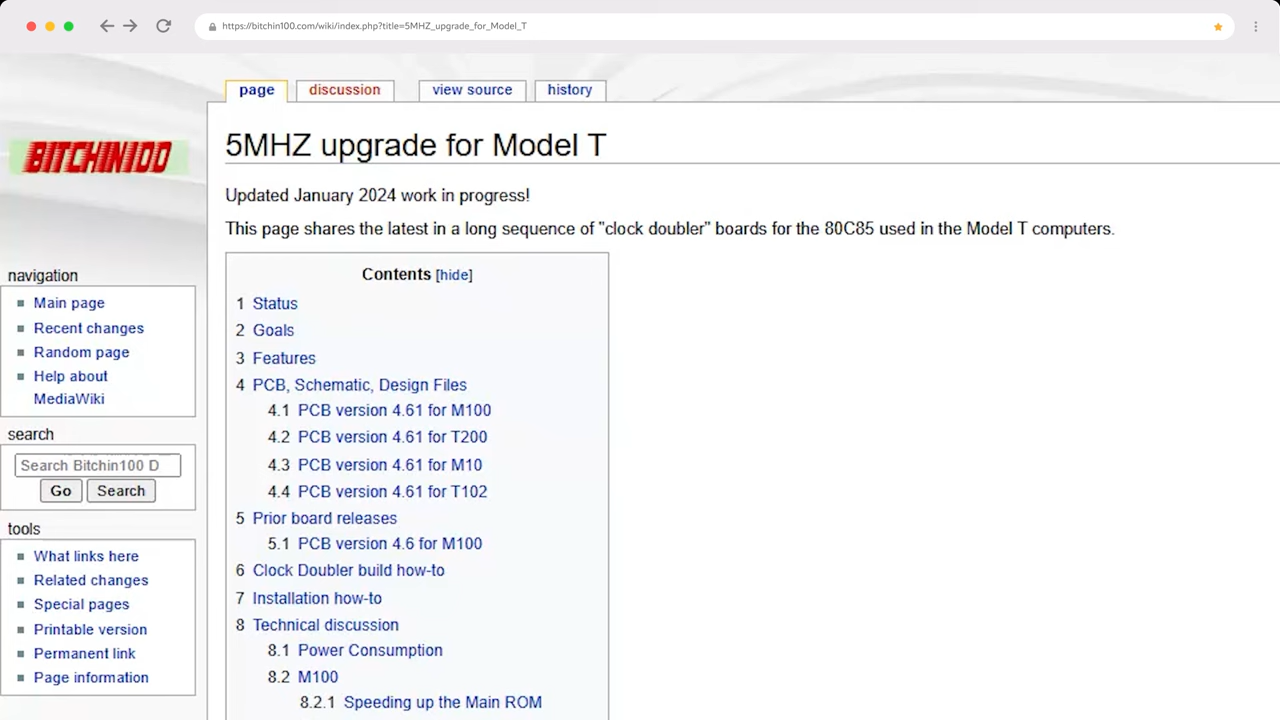 https://bitchin100.com/wiki/index.php?title=5MHZ_upgrade_for_Model_T
page
discussion
view source
history
BITCHIN100
5MHZ upgrade for Model T
Updated January 2024 work in progress!
This page shares the latest in a long sequence of "clock doubler" boards for the 80C85 used in the Model T computers.
Contents [hide]
1 Status
2 Goals
3 Features
4 PCB, Schematic, Design Files
4.1 PCB version 4.61 for M100
4.2 PCB version 4.61 for T200
4.3 PCB version 4.61 for M10
4.4 PCB version 4.61 for T102
5 Prior board releases
5.1 PCB version 4.6 for M100
6 Clock Doubler build how-to
7 Installation how-to
8 Technical discussion
8.1 Power Consumption
8.2 M100
8.2.1 Speeding up the Main ROM
navigation
Main page
Recent changes
Random page
Help about
MediaWiki
search
Search Bitchin100 D
Go
Search
tools
What links here
Related changes
Special pages
Printable version
Permanent link
Page information